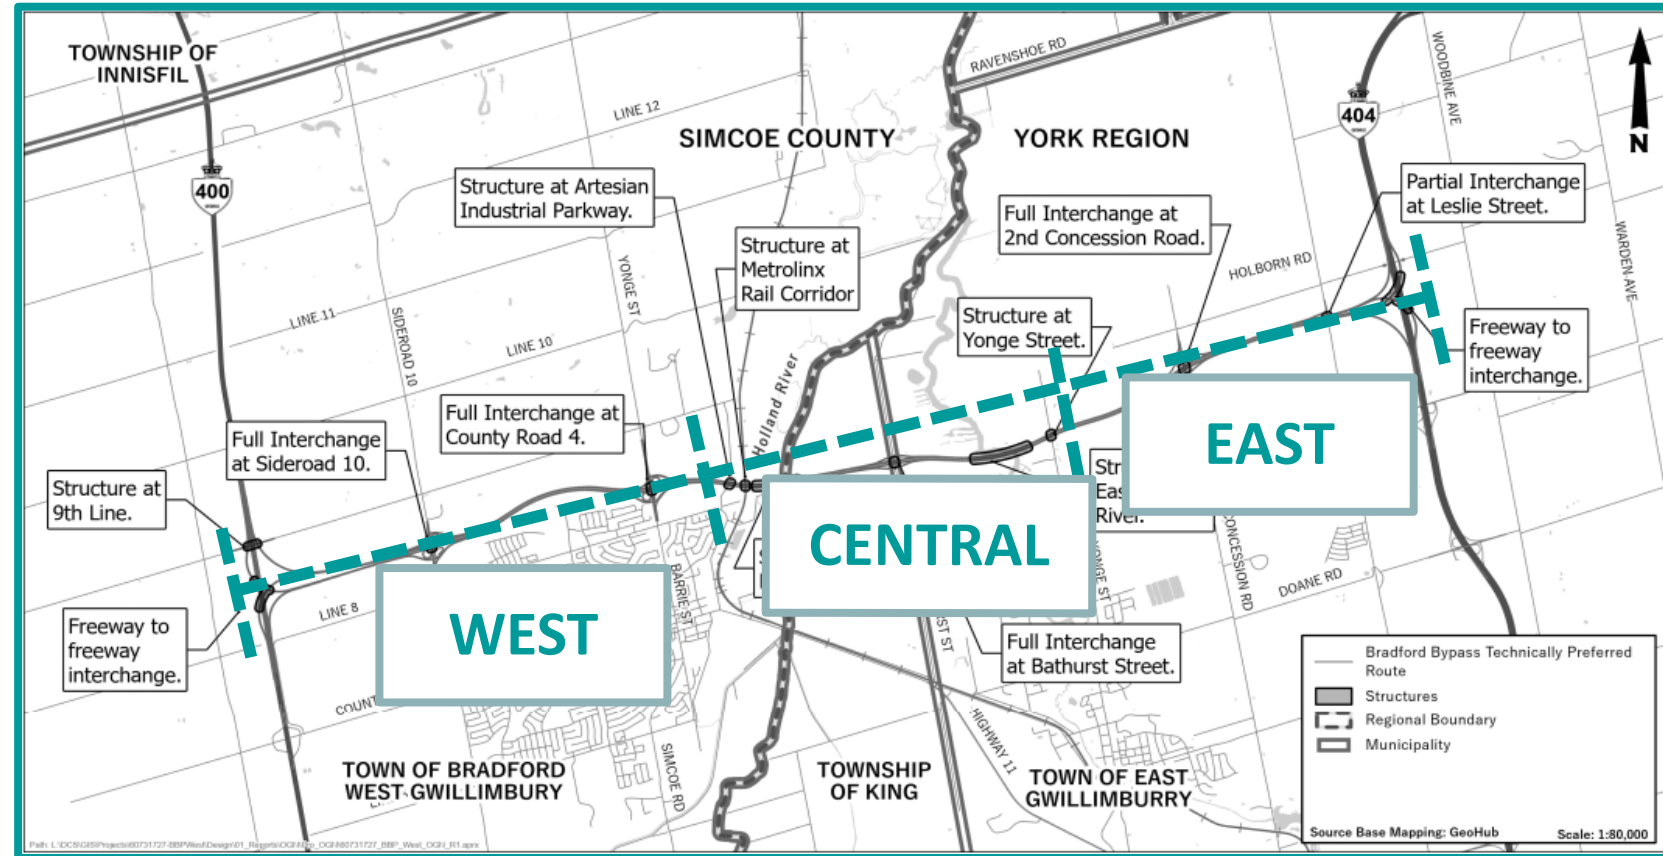 TOWNSHIP OF
INNISFIL
400
LINE 12
SIMCOE COUNTY
YORK REGION
RAVENSHOE RD
404
WOODBINE AVE
N
Structure at Artesian
Industrial Parkway.
Structure at
Metrolinx
Rail Corridor
Full Interchange at
2nd Concession Road.
Partial Interchange
at Leslie Street.
WARDEN AVE
HOLBORN RD
YONGE ST
LINE 11
SIDEROAD 10
LINE 10
Holland River
Structure at
Yonge Street.
Freeway to
freeway
interchange.
Full Interchange at
County Road 4.
Full Interchange
at Sideroad 10.
Structure at
9th Line.
EAST
River.
CENTRAL
WEST
LINE 8
BARRIE ST
YONGE ST
CONCESSION RD
DOANE RD
Freeway to
freeway
interchange.
Full Interchange
at Bathurst Street.
HIGHWAY 11
SIMCOE RD
TOWN OF BRADFORD
WEST GWILLIMBURY
TOWNSHIP
OF KING
TOWN OF EAST
GWILLIMBURRY
Bradford Bypass Technically Preferred
Route
Structures
Regional Boundary
Municipality
Source Base Mapping: GeoHub
Scale: 1:80,000